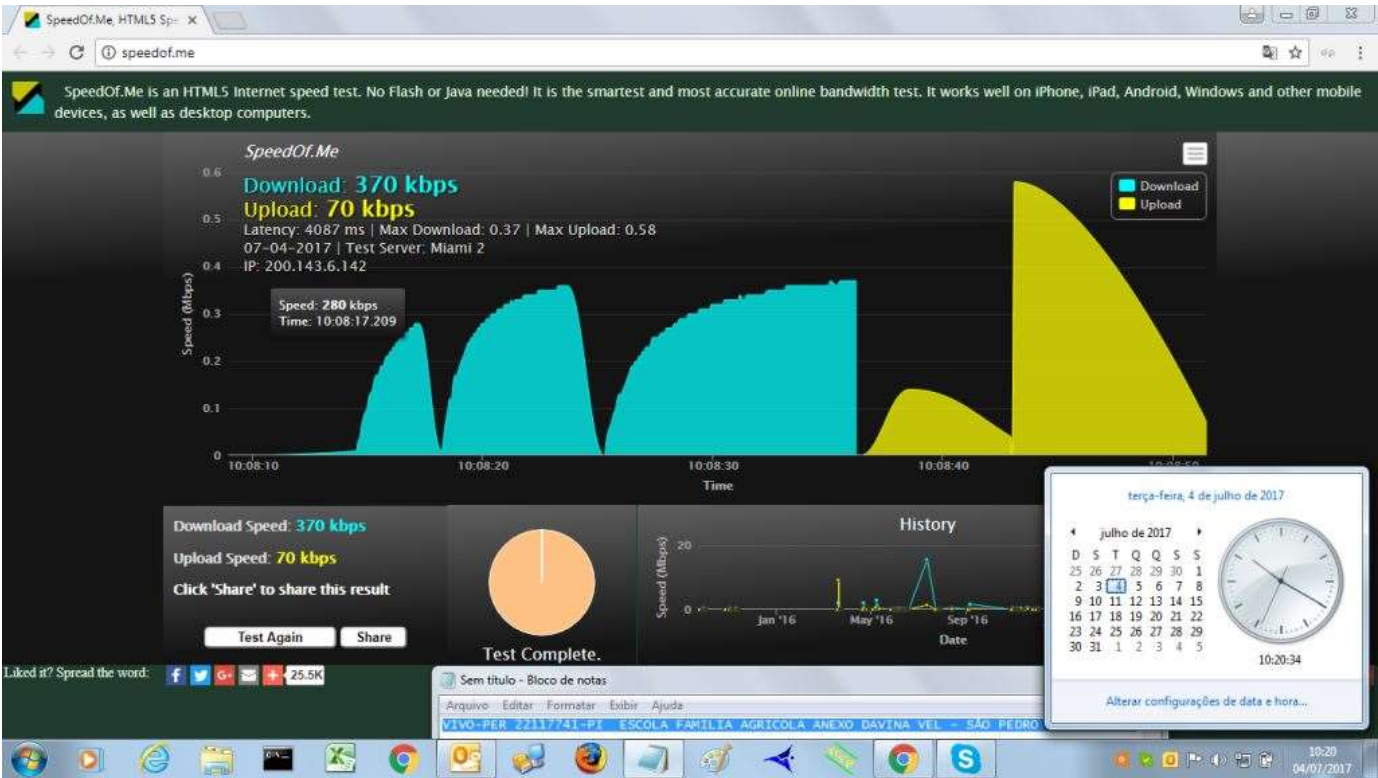 SpeedOf.Me, HTML5 Spe
speedof.me
SpeedOf.Me is an HTML5 Internet speed test. No Flash or Java needed! It is the smartest and most accurate online bandwidth test. It works well on iPhone, iPad, Android, Windows and other mobile
devices, as well as desktop computers.
SpeedOf.Me
Download: 370 kbps
Upload: 70 kbps
Latency: 4087 ms | Max Download: 0.37 | Max Upload: 0.58
07-04-2017 | Test Server: Miami 2
IP: 200.143.6.142
Download
Upload
Speed: 280 kbps
Time: 10:08:17.209
Speed (Mbps)
0.6
0.5
0.4
0.3
0.2
0.1
0
10:08:10 10:08:20 10:08:30 10:08:40 10:08:50
Time
Download Speed: 370 kbps
Upload Speed: 70 kbps
Click 'Share' to share this result
Test Again Share
Test Complete.
History
Speed (Mbps)
20
0
Jan '16 May '16 Sep '16
Date
terça-feira, 4 de julho de 2017
julho de 2017
D S T Q Q S S
25 26 27 28 29 30 1
2 3 4 5 6 7 8
9 10 11 12 13 14 15
16 17 18 19 20 21 22
23 24 25 26 27 28 29
30 31 1 2 3 4 5
10:20:34
Alterar configurações de data e hora...
Liked it? Spread the word: 25.5K
Sem título - Bloco de notas
Arquivo Editar Formatar Exibir Ajuda
VIVO-PER 22117741-PI ESCOLA FAMILIA AGRICOLA ANEXO DAVINA VEL - SÃO PEDRO
10:20
04/07/2017